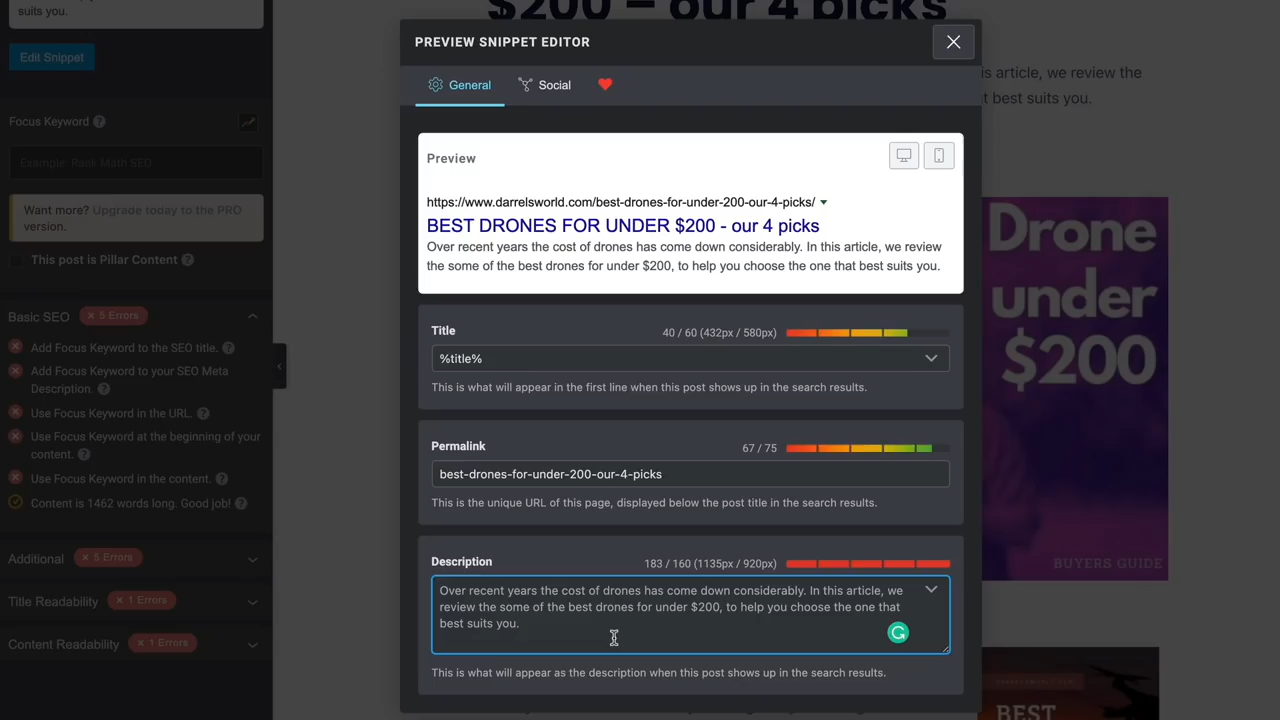 suits you.
$200 – our 4 picks
PREVIEW SNIPPET EDITOR
Edit Snippet
General
Social
is article, we review the
t best suits you.
Focus Keyword
Example: Rank Math SEO
Want more? Upgrade today to the PRO
version.
This post is Pillar Content
Basic SEO
5 Errors
Add Focus Keyword to the SEO title.
Add Focus Keyword to your SEO Meta
Description.
Use Focus Keyword in the URL.
Use Focus Keyword at the beginning of your
content.
Use Focus Keyword in the content.
Content is 1462 words long. Good job!
Additional
5 Errors
Title Readability
1 Errors
Content Readability
1 Errors
Preview
https://www.darrelsworld.com/best-drones-for-under-200-our-4-picks/
BEST DRONES FOR UNDER $200 - our 4 picks
Over recent years the cost of drones has come down considerably. In this article, we review
the some of the best drones for under $200, to help you choose the one that best suits you.
Title
40 / 60 (432px / 580px)
%title%
This is what will appear in the first line when this post shows up in the search results.
Permalink
67 / 75
best-drones-for-under-200-our-4-picks
This is the unique URL of this page, displayed below the post title in the search results.
Description
183 / 160 (1135px / 920px)
Over recent years the cost of drones has come down considerably. In this article, we
review the some of the best drones for under $200, to help you choose the one that
best suits you.
This is what will appear as the description when this post shows up in the search results.
Drone
under
$200
BUYERS GUIDE
BEST